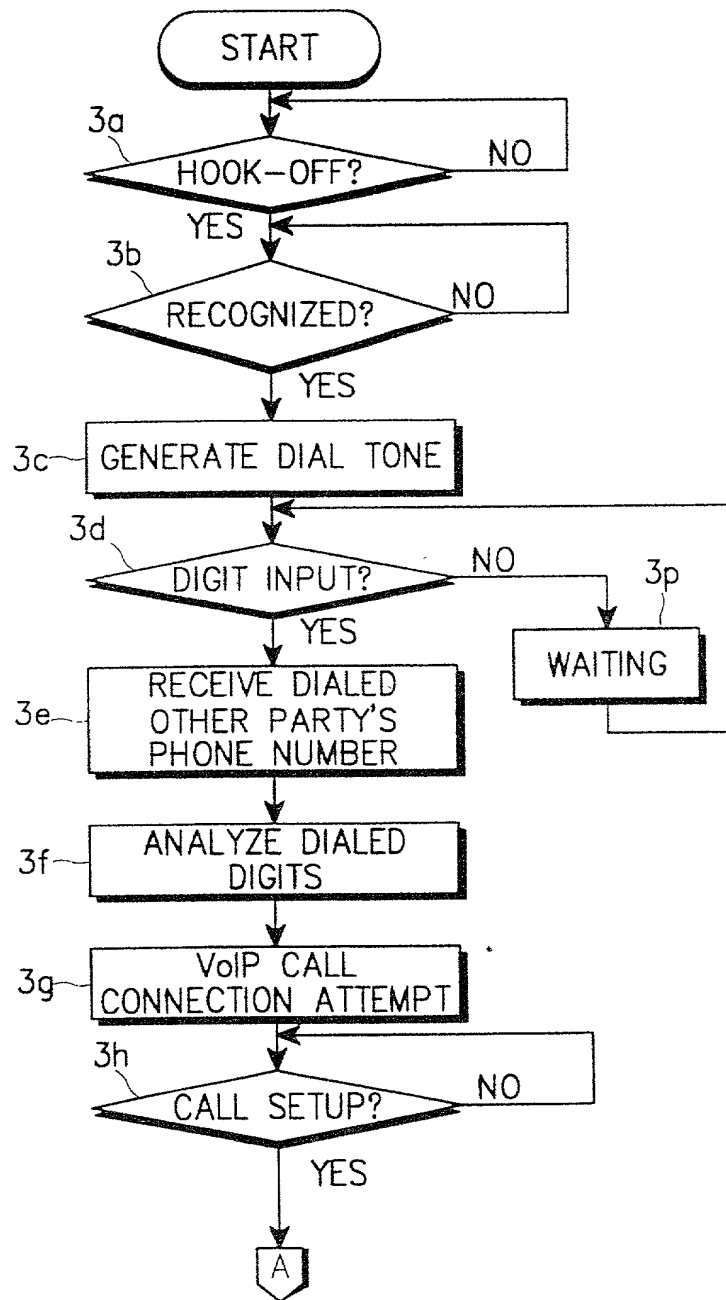 START
3a
HOOK-OFF?
NO
YES
3b
RECOGNIZED?
NO
YES
3c
GENERATE DIAL TONE
3d
DIGIT INPUT?
NO
3p
YES
WAITING
3e
RECEIVE DIALED
OTHER PARTY'S
PHONE NUMBER
3f
ANALYZE DIALED
DIGITS
3g
VoIP CALL
CONNECTION ATTEMPT
3h
CALL SETUP?
NO
YES
A